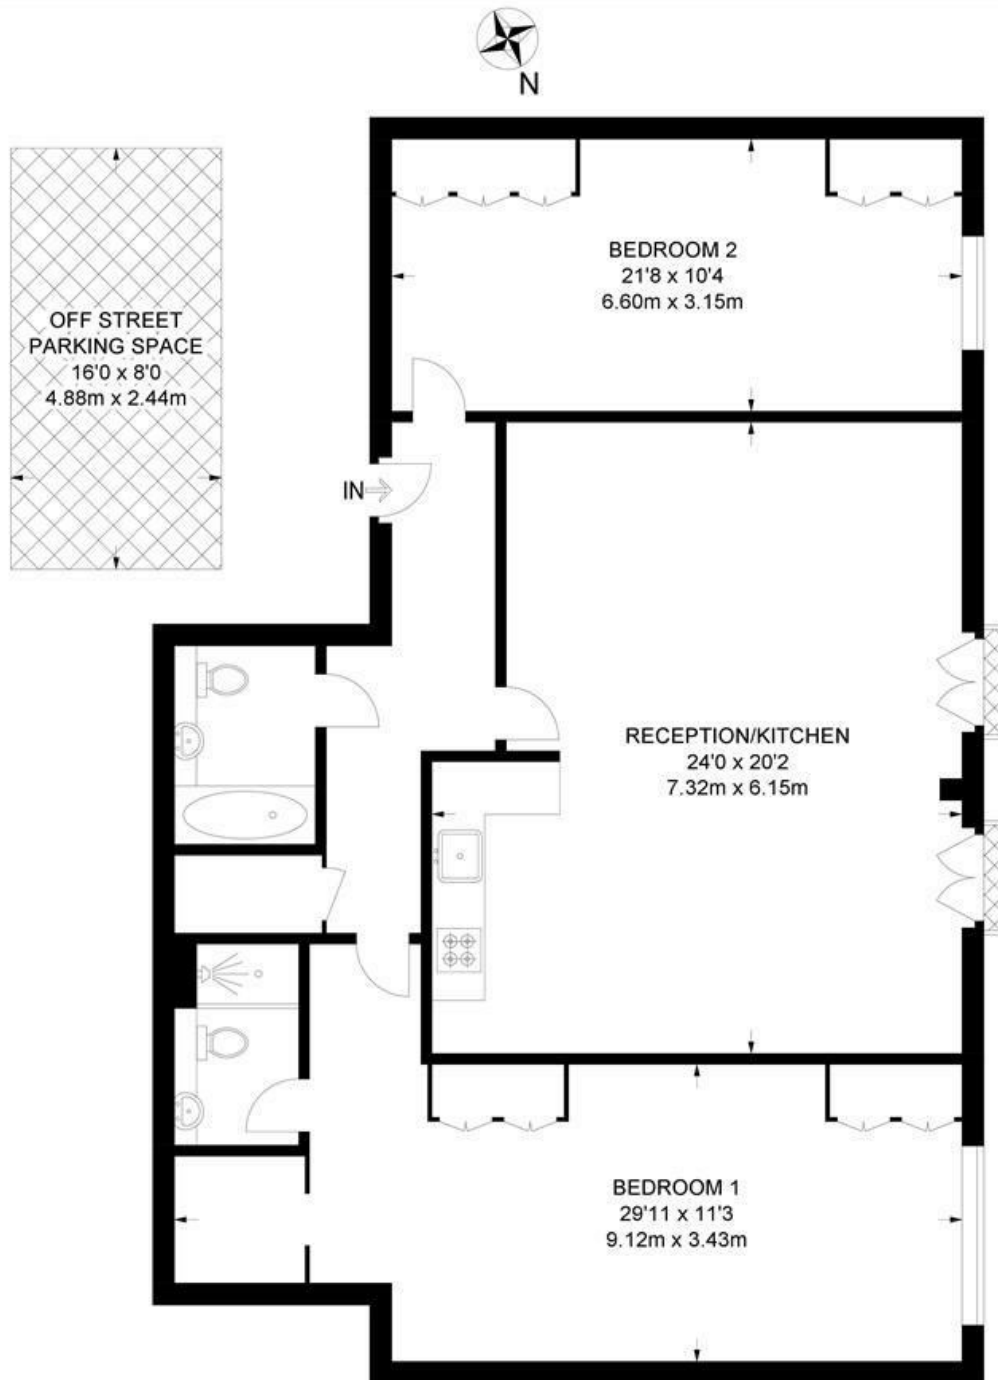 N
BEDROOM 2
21'8 x 10'4
6.60m x 3.15m
OFF STREET
PARKING SPACE
16'0 x 8'0
4.88m x 2.44m
IN
RECEPTION/KITCHEN
24'0 x 20'2
7.32m x 6.15m
BEDROOM 1
29'11 x 11'3
9.12m x 3.43m